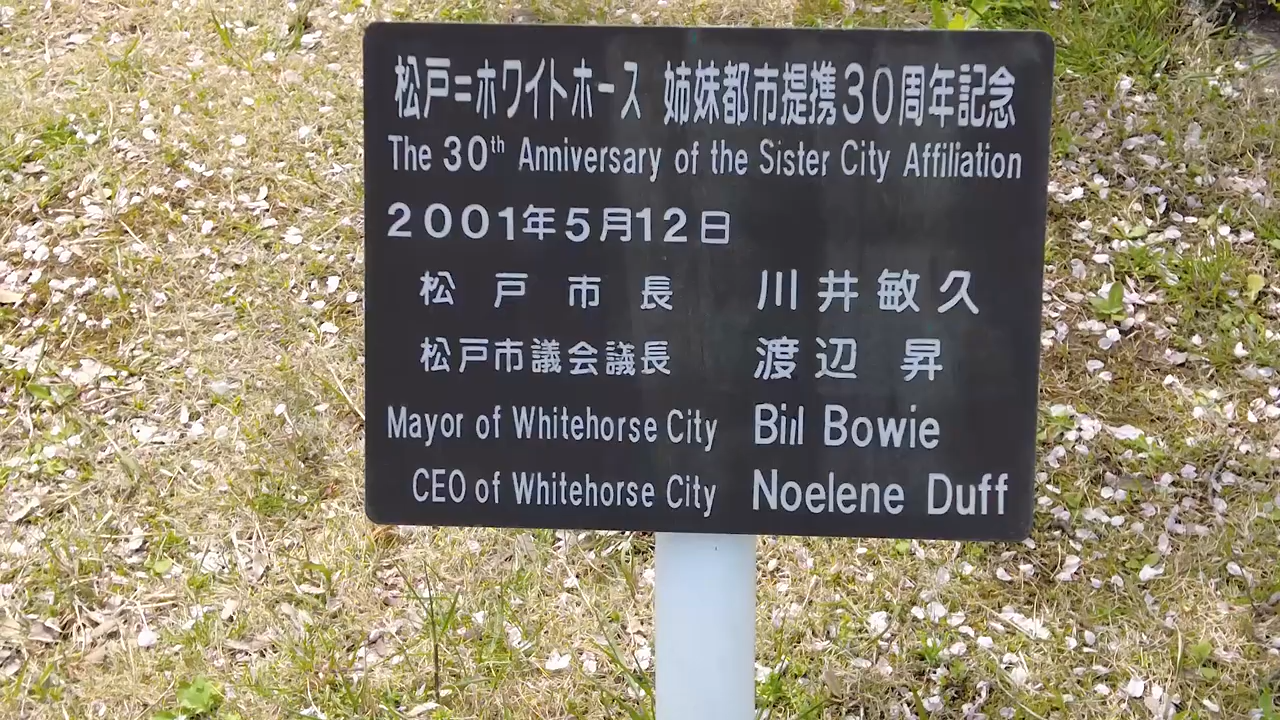 松戸=ホワイトホース 姉妹都市提携30周年記念
The 30th Anniversary of the Sister City Affiliation
2001年5月12日
松戸市長 川井敏久
松戸市議会議長 渡辺 昇
Mayor of Whitehorse City Bill Bowie
CEO of Whitehorse City Noelene Duff